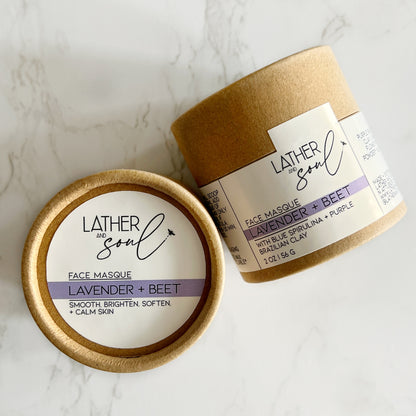 LATHER
AND
soul
FACE MASQUE
LAVENDER + BEET
SMOOTH, BRIGHTEN, SOFTEN,
+ CALM SKIN
LATHER
AND
soul
FACE MASQUE
LAVENDER + BEET
WITH BLUE SPIRULINA + PURPLE
BRAZILIAN CLAY
2 OZ | 56 G